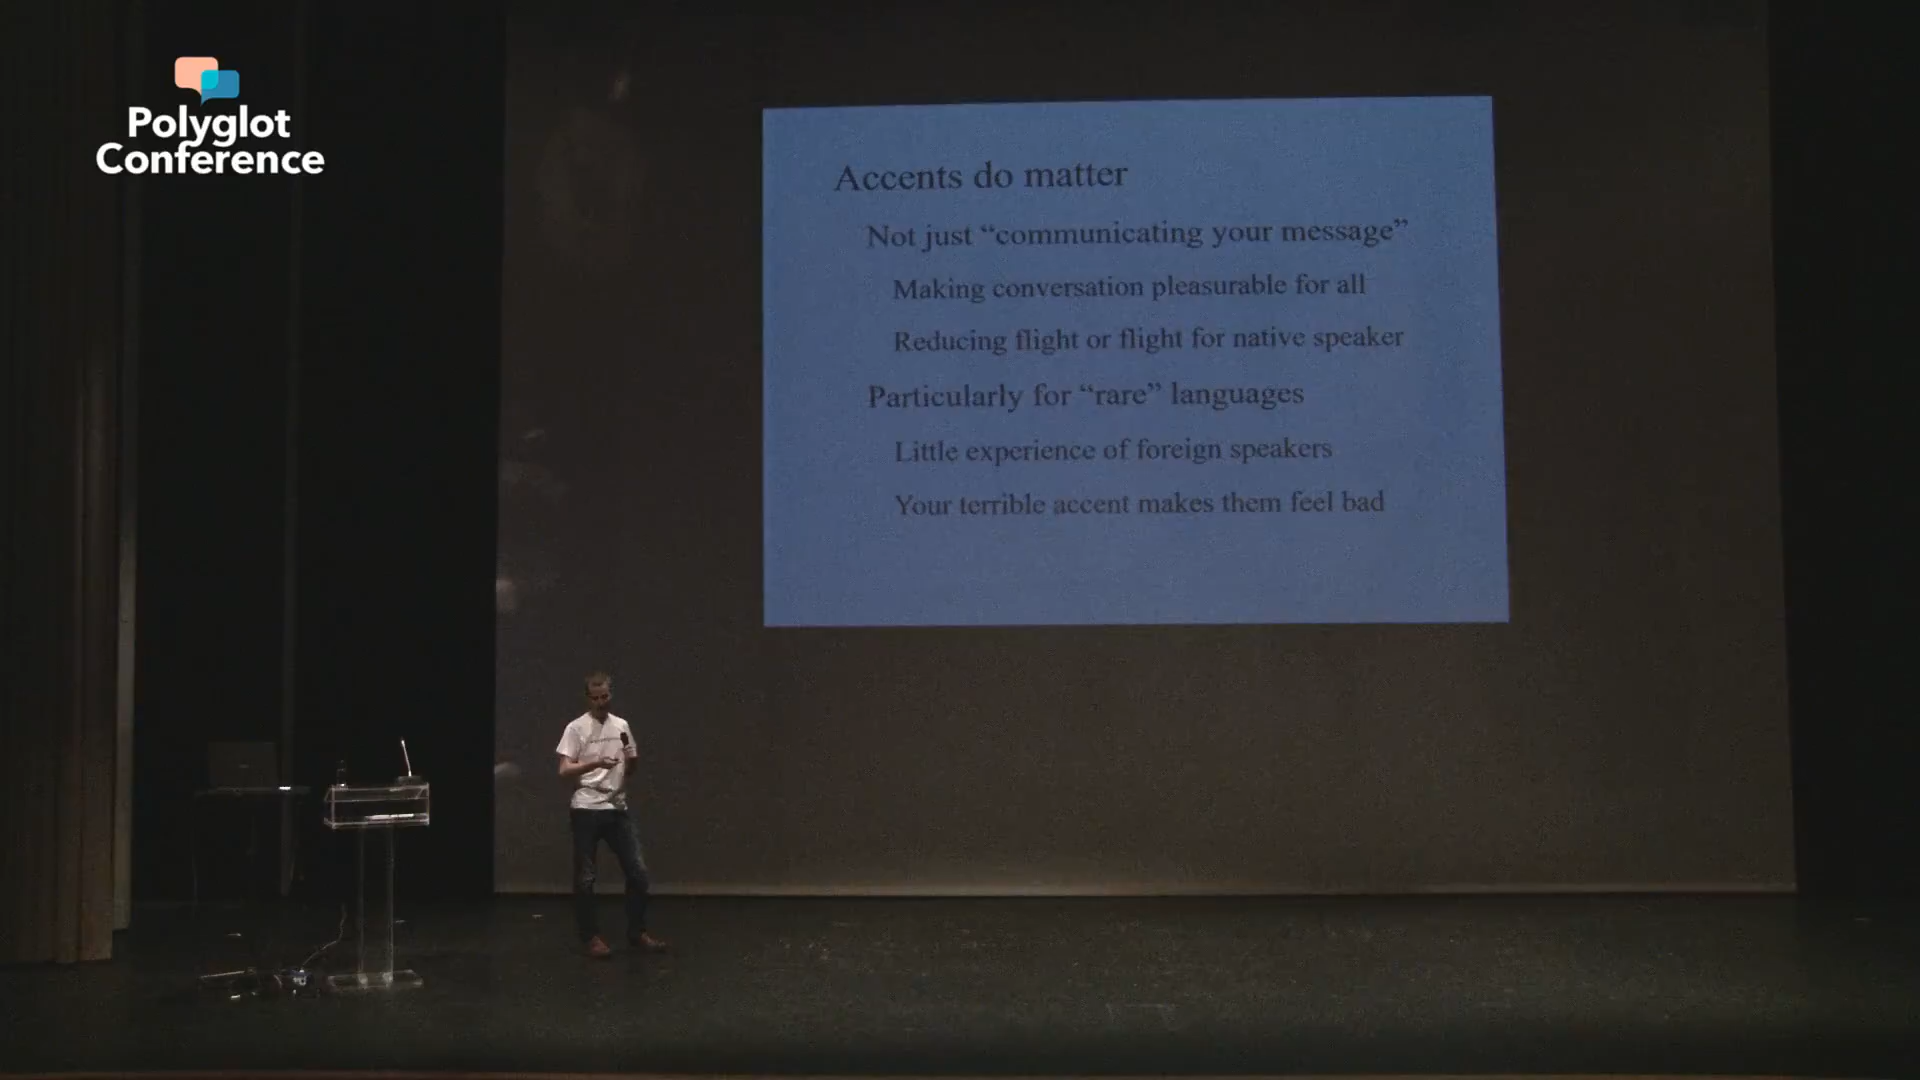 Polyglot
Conference
Accents do matter
Not just “communicating your message”
Making conversation pleasurable for all
Reducing flight or flight for native speaker
Particularly for “rare” languages
Little experience of foreign speakers
Your terrible accent makes them feel bad